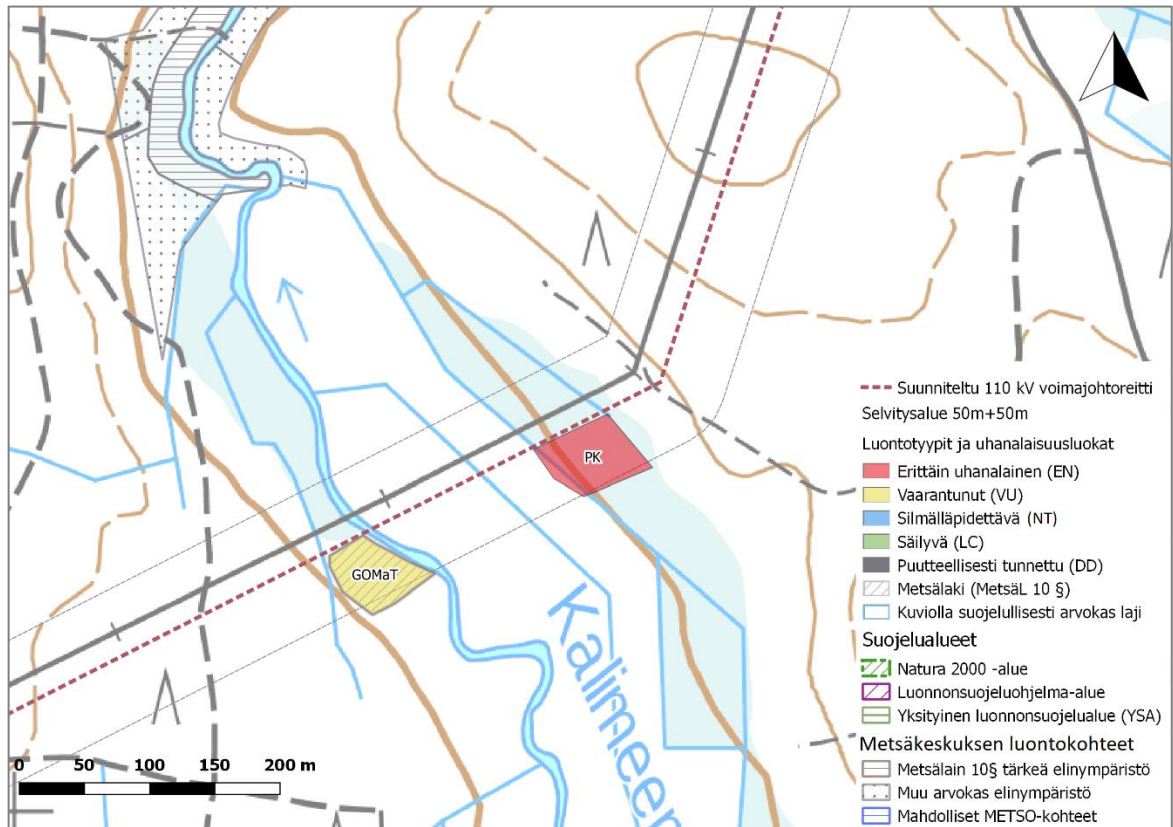 PK
GOMaT
Kalimeen
0 50 100 150 200 m
Suunniteltu 110 kV voimajohtoreitti
Selvitysalue 50m+50m
Luontotyypit ja uhanalaisuusluokat
Erittäin uhanalainen (EN)
Vaarantunut (VU)
Silmälläpidettävä (NT)
Säilyvä (LC)
Puutteellisesti tunnettu (DD)
Metsälaki (MetsäL 10 §)
Kuviolla suojelullisesti arvokas laji
Suojelualueet
Natura 2000 -alue
Luonnonsuojeluohjelma-alue
Yksityinen luonnonsuojelualue (YSA)
Metsäkeskuksen luontokohteet
Metsälain 10§ tärkeä elinympäristö
Muu arvokas elinympäristö
Mahdolliset METSO-kohteet